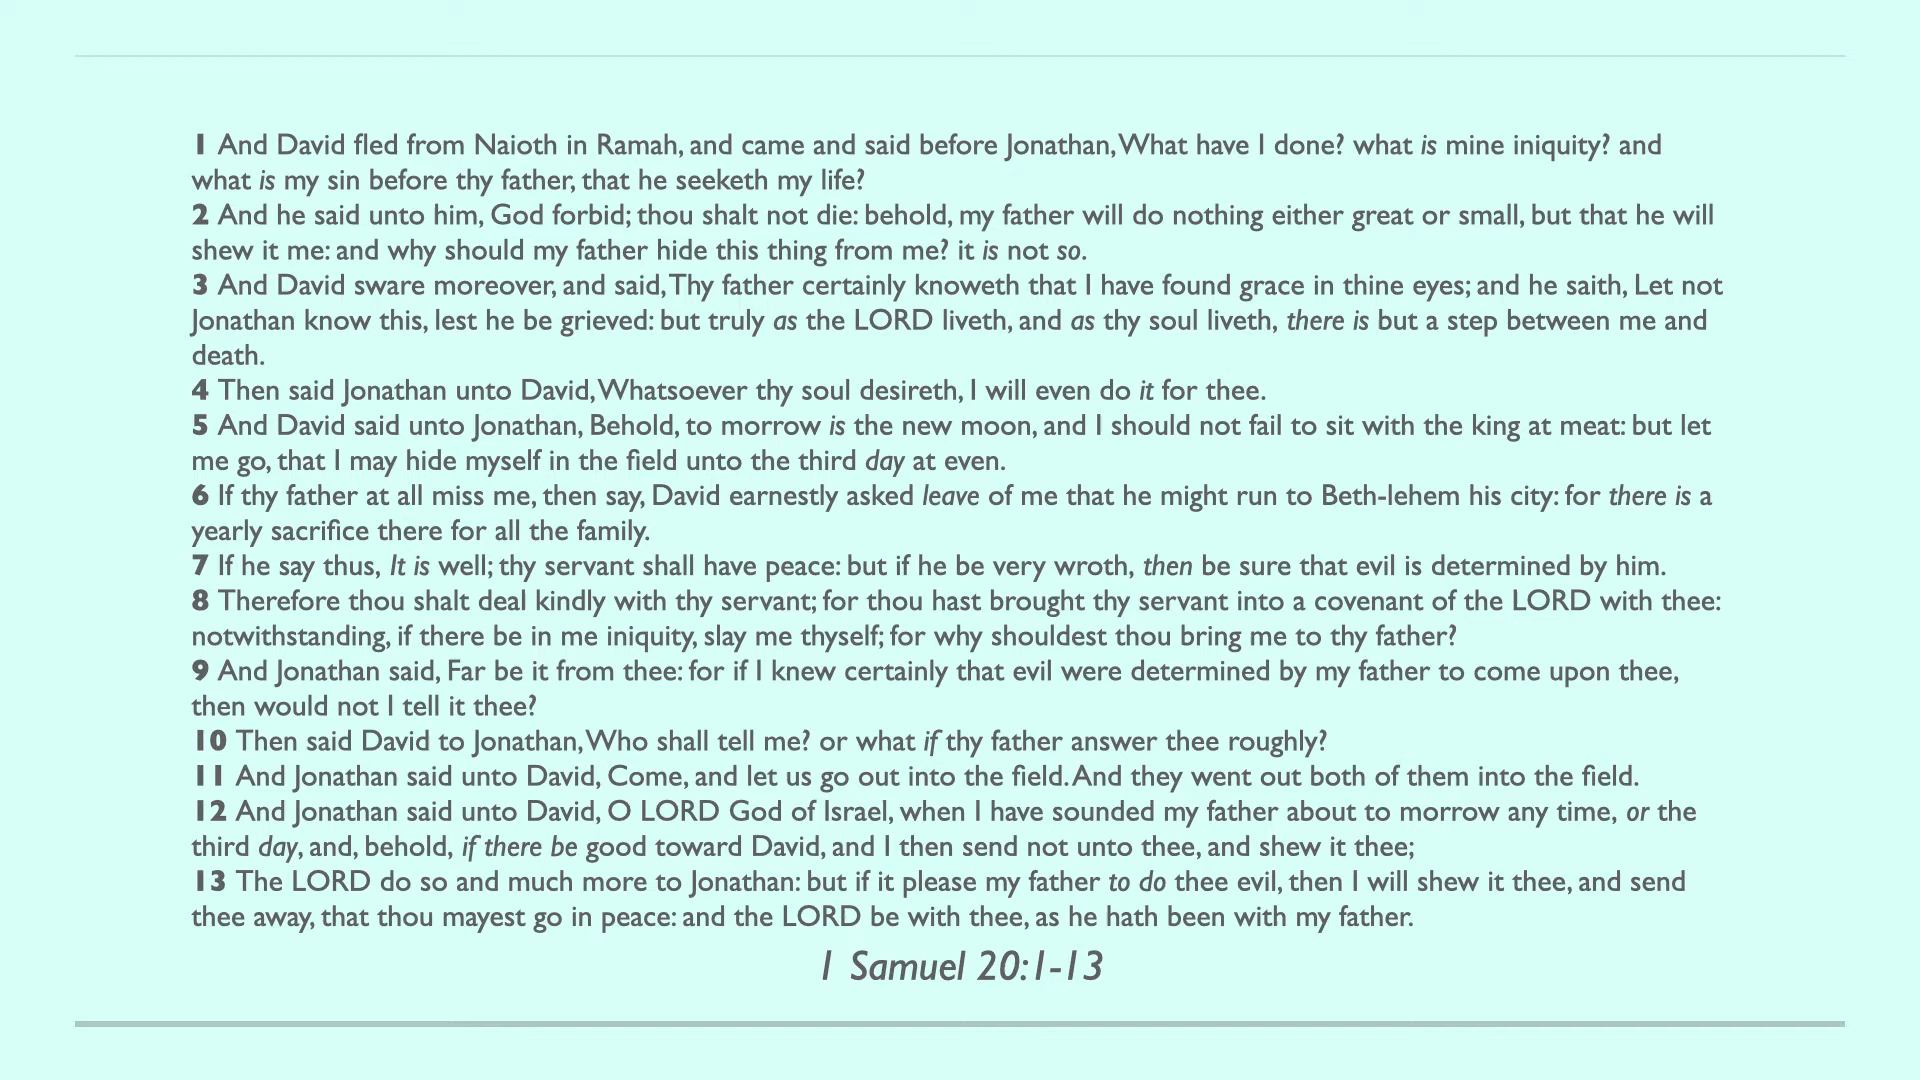 1 And David fled from Naioth in Ramah, and came and said before Jonathan, What have I done? what is mine iniquity? and
what is my sin before thy father, that he seeketh my life?
2 And he said unto him, God forbid; thou shalt not die: behold, my father will do nothing either great or small, but that he will
shew it me: and why should my father hide this thing from me? it is not so.
3 And David sware moreover, and said, Thy father certainly knoweth that I have found grace in thine eyes; and he saith, Let not
Jonathan know this, lest he be grieved: but truly as the LORD liveth, and as thy soul liveth, there is but a step between me and
death.
4 Then said Jonathan unto David, Whatsoever thy soul desireth, I will even do it for thee.
5 And David said unto Jonathan, Behold, to morrow is the new moon, and I should not fail to sit with the king at meat: but let
me go, that I may hide myself in the field unto the third day at even.
6 If thy father at all miss me, then say, David earnestly asked leave of me that he might run to Beth-lehem his city: for there is a
yearly sacrifice there for all the family.
7 If he say thus, It is well; thy servant shall have peace: but if he be very wroth, then be sure that evil is determined by him.
8 Therefore thou shalt deal kindly with thy servant; for thou hast brought thy servant into a covenant of the LORD with thee:
notwithstanding, if there be in me iniquity, slay me thyself; for why shouldest thou bring me to thy father?
9 And Jonathan said, Far be it from thee: for if I knew certainly that evil were determined by my father to come upon thee,
then would not I tell it thee?
10 Then said David to Jonathan, Who shall tell me? or what if thy father answer thee roughly?
11 And Jonathan said unto David, Come, and let us go out into the field. And they went out both of them into the field.
12 And Jonathan said unto David, O LORD God of Israel, when I have sounded my father about to morrow any time, or the
third day, and, behold, if there be good toward David, and I then send not unto thee, and shew it thee;
13 The LORD do so and much more to Jonathan: but if it please my father to do thee evil, then I will shew it thee, and send
thee away, that thou mayest go in peace: and the LORD be with thee, as he hath been with my father.
1 Samuel 20:1-13